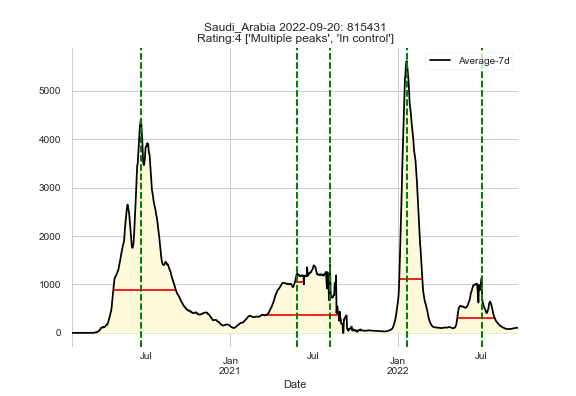 Saudi_Arabia 2022-09-20: 815431
Rating:4 ['Multiple peaks', 'In control']
Average-7d
5000
4000
3000
2000
1000
0
Jul
Jan
2021
Jul
Jan
2022
Jul
Date